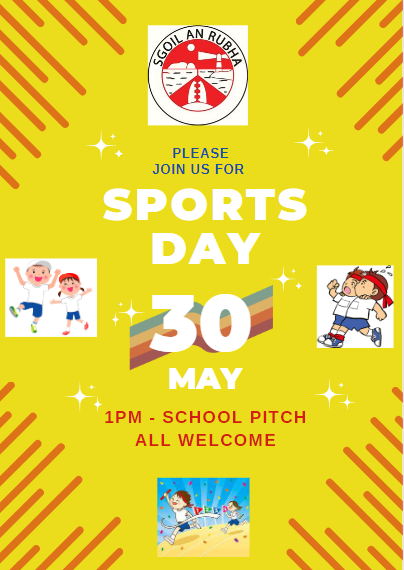 SGOIL AN RUBHA
PLEASE
JOIN US FOR
SPORTS
DAY
30
MAY
1PM - SCHOOL PITCH
ALL WELCOME